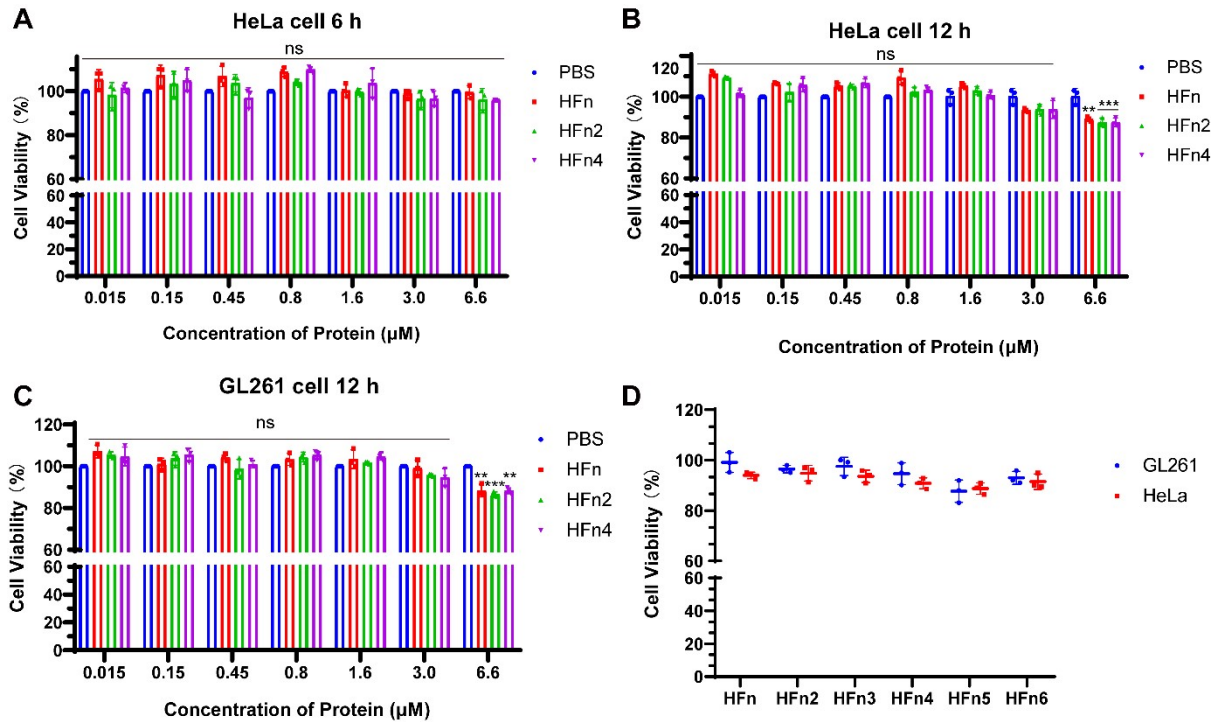 A
HeLa cell 6 h
ns
Cell Viability (%)
100
80
60
60
40
20
0
0.015 0.15 0.45 0.8 1.6 3.0 6.6
Concentration of Protein (μM)
PBS
HFn
HFn2
HFn4
B
HeLa cell 12 h
ns
Cell Viability (%)
120
100
80
60
60
40
20
0
** ***
0.015 0.15 0.45 0.8 1.6 3.0 6.6
Concentration of Protein (μM)
PBS
HFn
HFn2
HFn4
C
GL261 cell 12 h
ns
Cell Viability (%)
120
100
80
60
60
40
20
0
** *** **
0.015 0.15 0.45 0.8 1.6 3.0 6.6
Concentration of Protein (μM)
PBS
HFn
HFn2
HFn4
D
Cell Viability (%)
120
100
80
60
60
40
20
0
HFn HFn2 HFn3 HFn4 HFn5 HFn6
GL261
HeLa